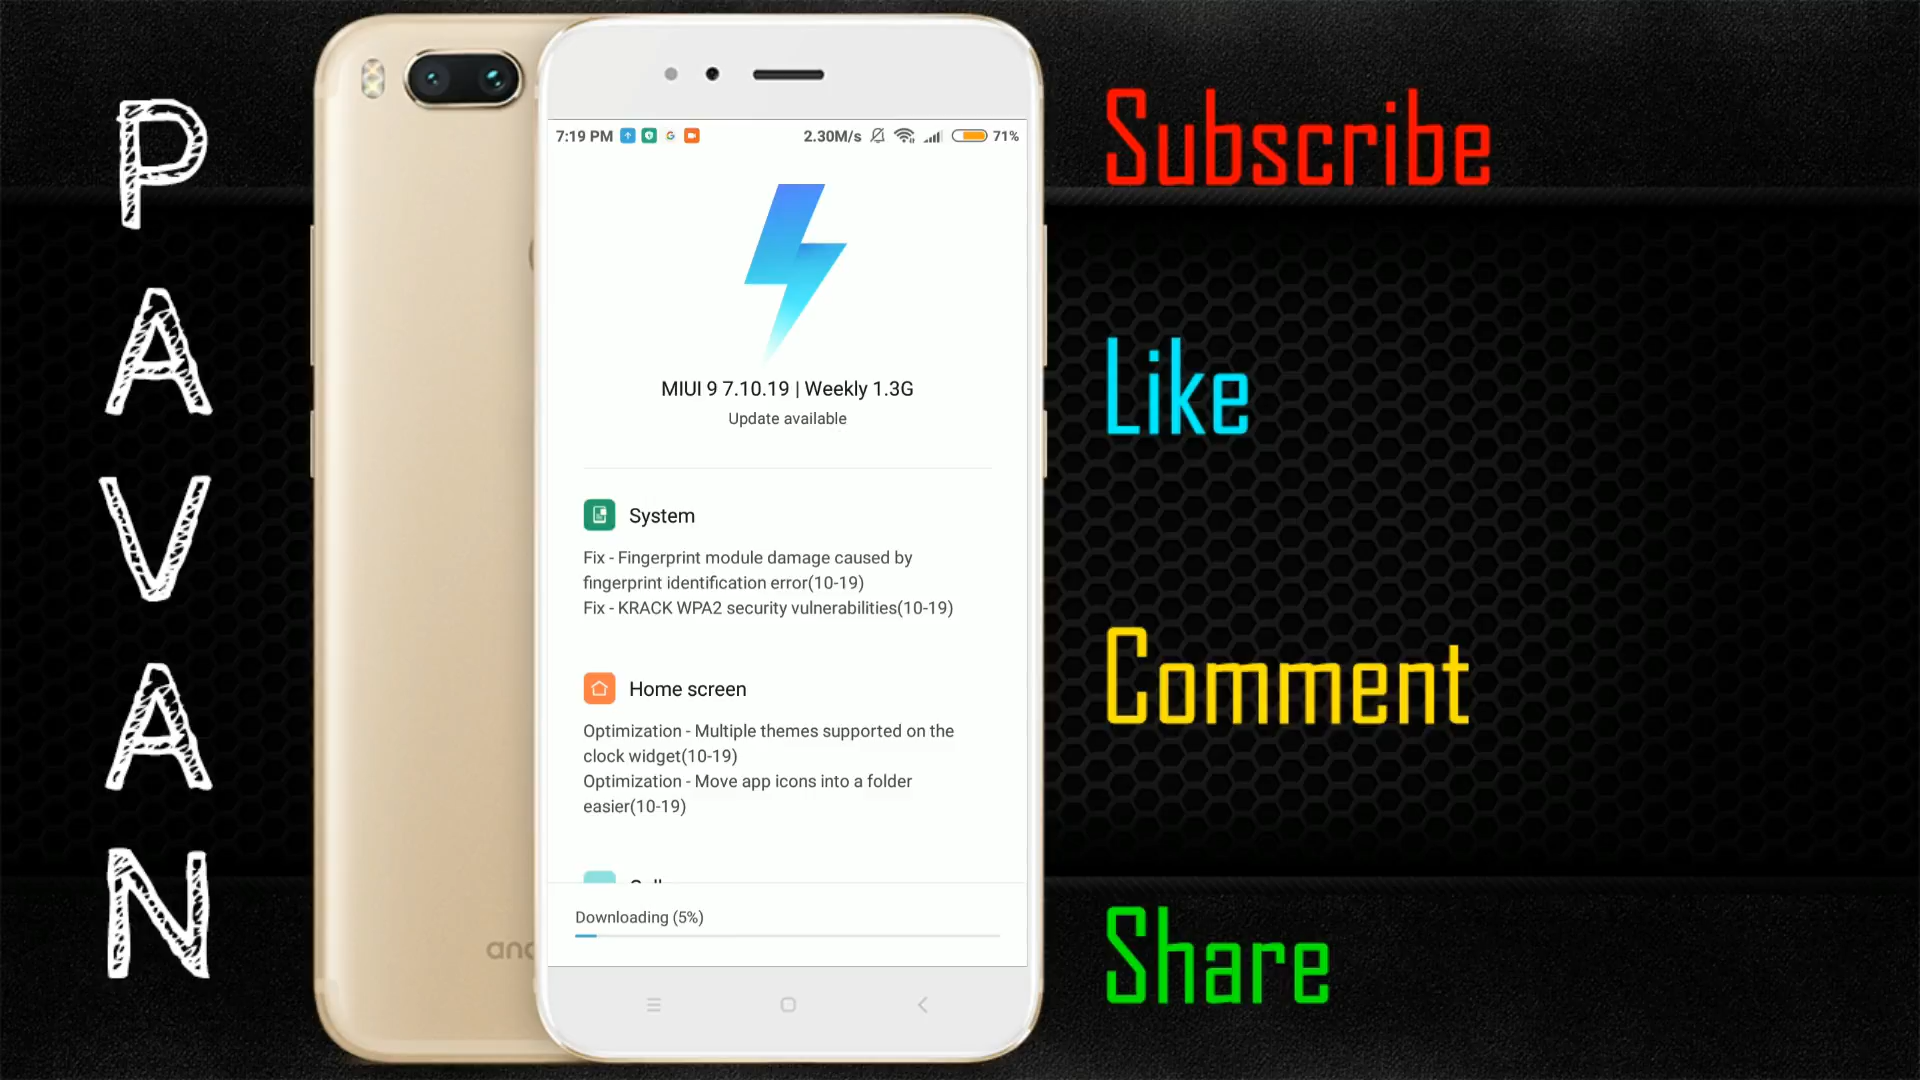 PAVAN
7:19 PM
2.30M/s
71%
MIUI 9 7.10.19 | Weekly 1.3G
Update available
System
Fix - Fingerprint module damage caused by
fingerprint identification error(10-19)
Fix - KRACK WPA2 security vulnerabilities(10-19)
Home screen
Optimization - Multiple themes supported on the
clock widget(10-19)
Optimization - Move app icons into a folder
easier(10-19)
Downloading (5%)
Subscribe
Like
Comment
Share